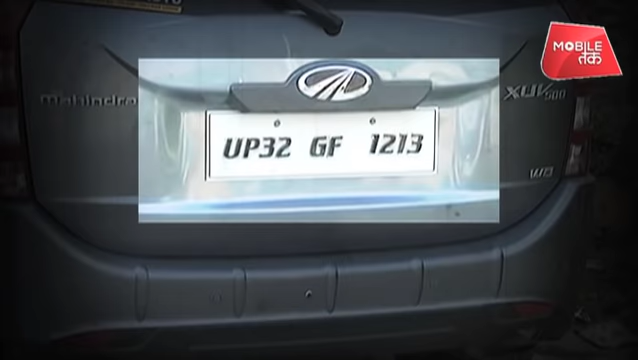 MOBILE
तक
Mahindra
XUV500
UP32 GF 1213
W8